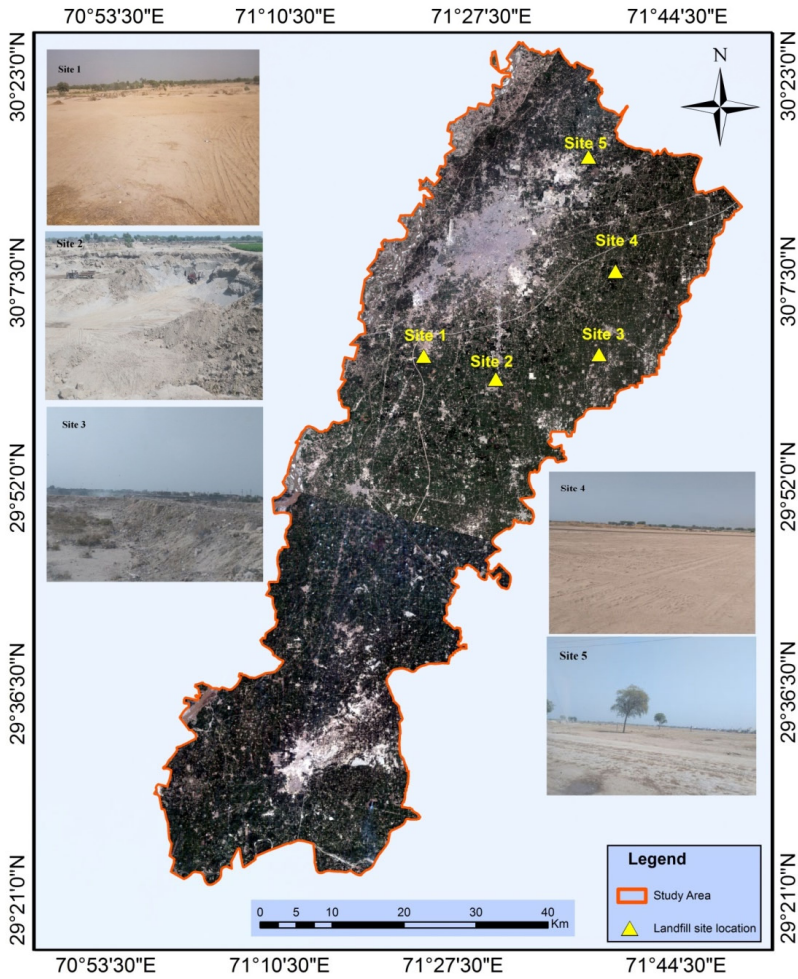 70°53'30"E 71°10'30"E 71°27'30"E 71°44'30"E
30°23'0"N
30°7'30"N
29°52'0"N
29°36'30"N
29°21'0"N
Site 1
Site 2
Site 3
N
Site 5
Site 4
Site 1
Site 2
Site 3
Site 4
Site 5
30°23'0"N
30°7'30"N
29°52'0"N
29°36'30"N
29°21'0"N
Legend
Study Area
Landfill site location
0 5 10 20 30 40
Km
70°53'30"E 71°10'30"E 71°27'30"E 71°44'30"E